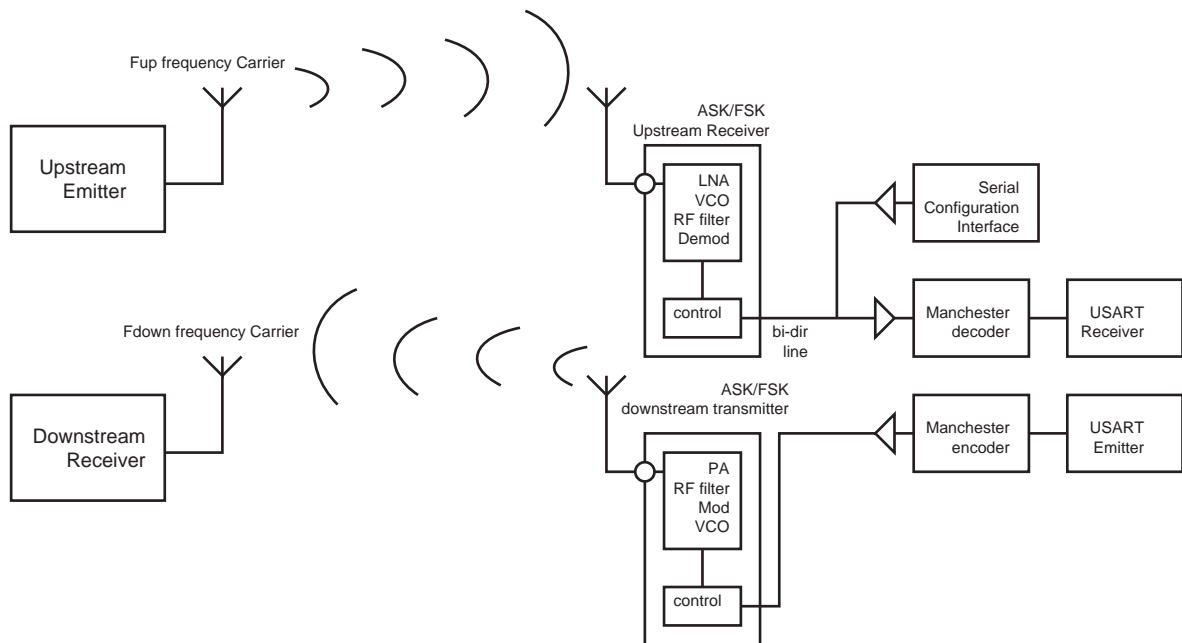 Fup frequency Carrier
Upstream
Emitter
ASK/FSK
Upstream Receiver
LNA
VCO
RF filter
Demod
control
bi-dir
line
Serial
Configuration
Interface
Manchester
decoder
USART
Receiver
Fdown frequency Carrier
Downstream
Receiver
ASK/FSK
downstream transmitter
PA
RF filter
Mod
VCO
control
Manchester
encoder
USART
Emitter